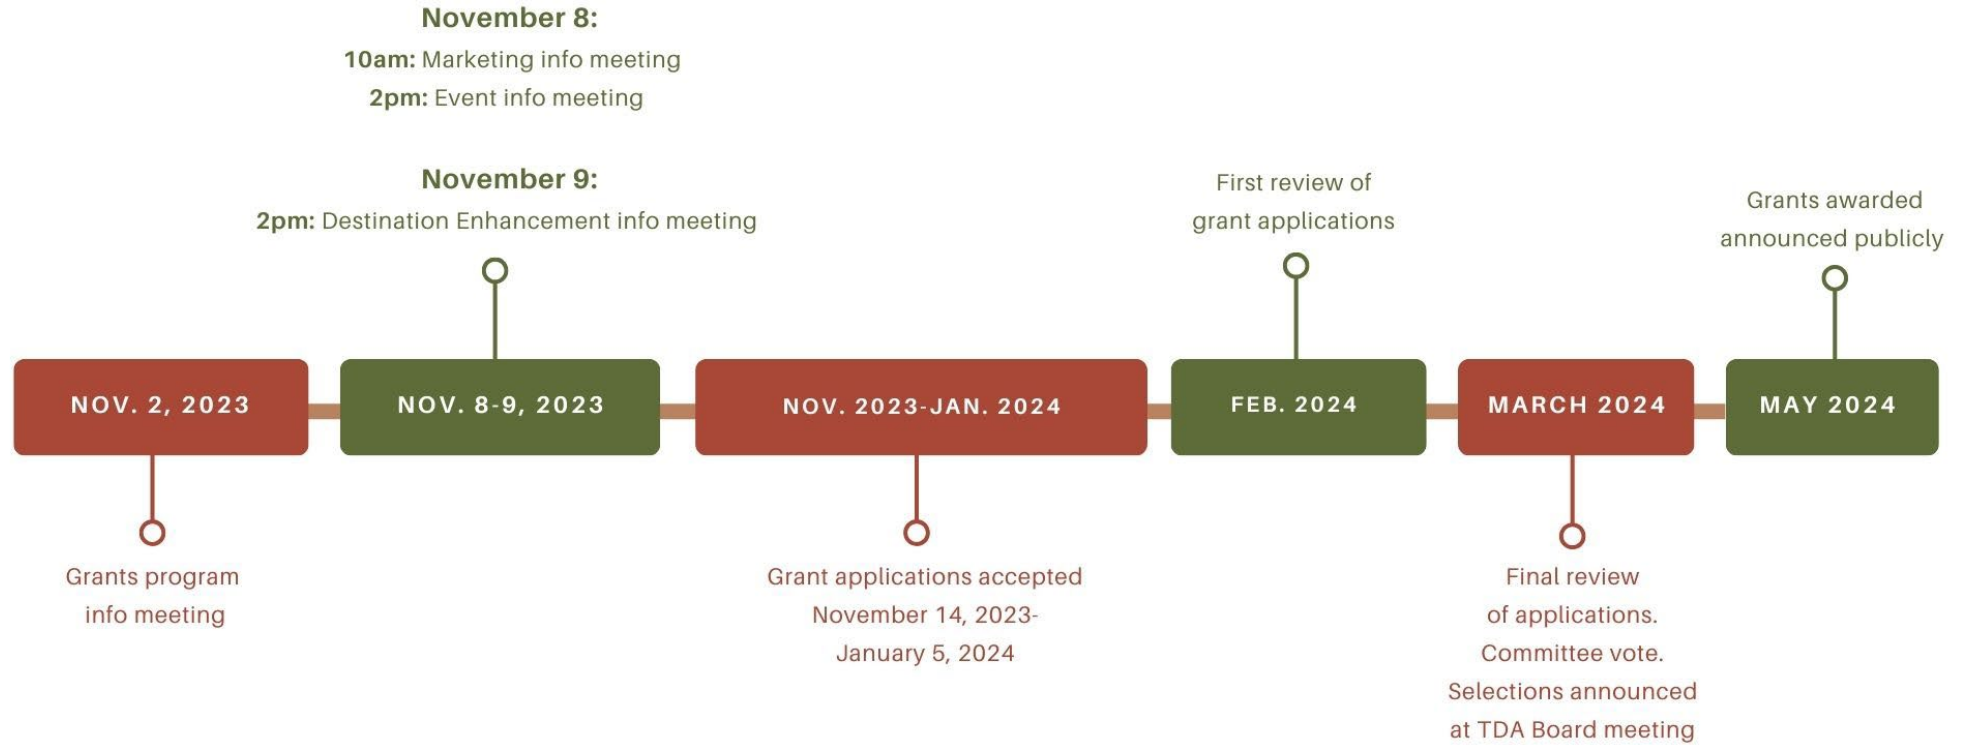 November 8:
10am: Marketing info meeting
2pm: Event info meeting
November 9:
2pm: Destination Enhancement info meeting
First review of
grant applications
Grants awarded
announced publicly
NOV. 2, 2023
NOV. 8-9, 2023
NOV. 2023-JAN. 2024
FEB. 2024
MARCH 2024
MAY 2024
Grants program
info meeting
Grant applications accepted
November 14, 2023-
January 5, 2024
Final review
of applications.
Committee vote.
Selections announced
at TDA Board meeting